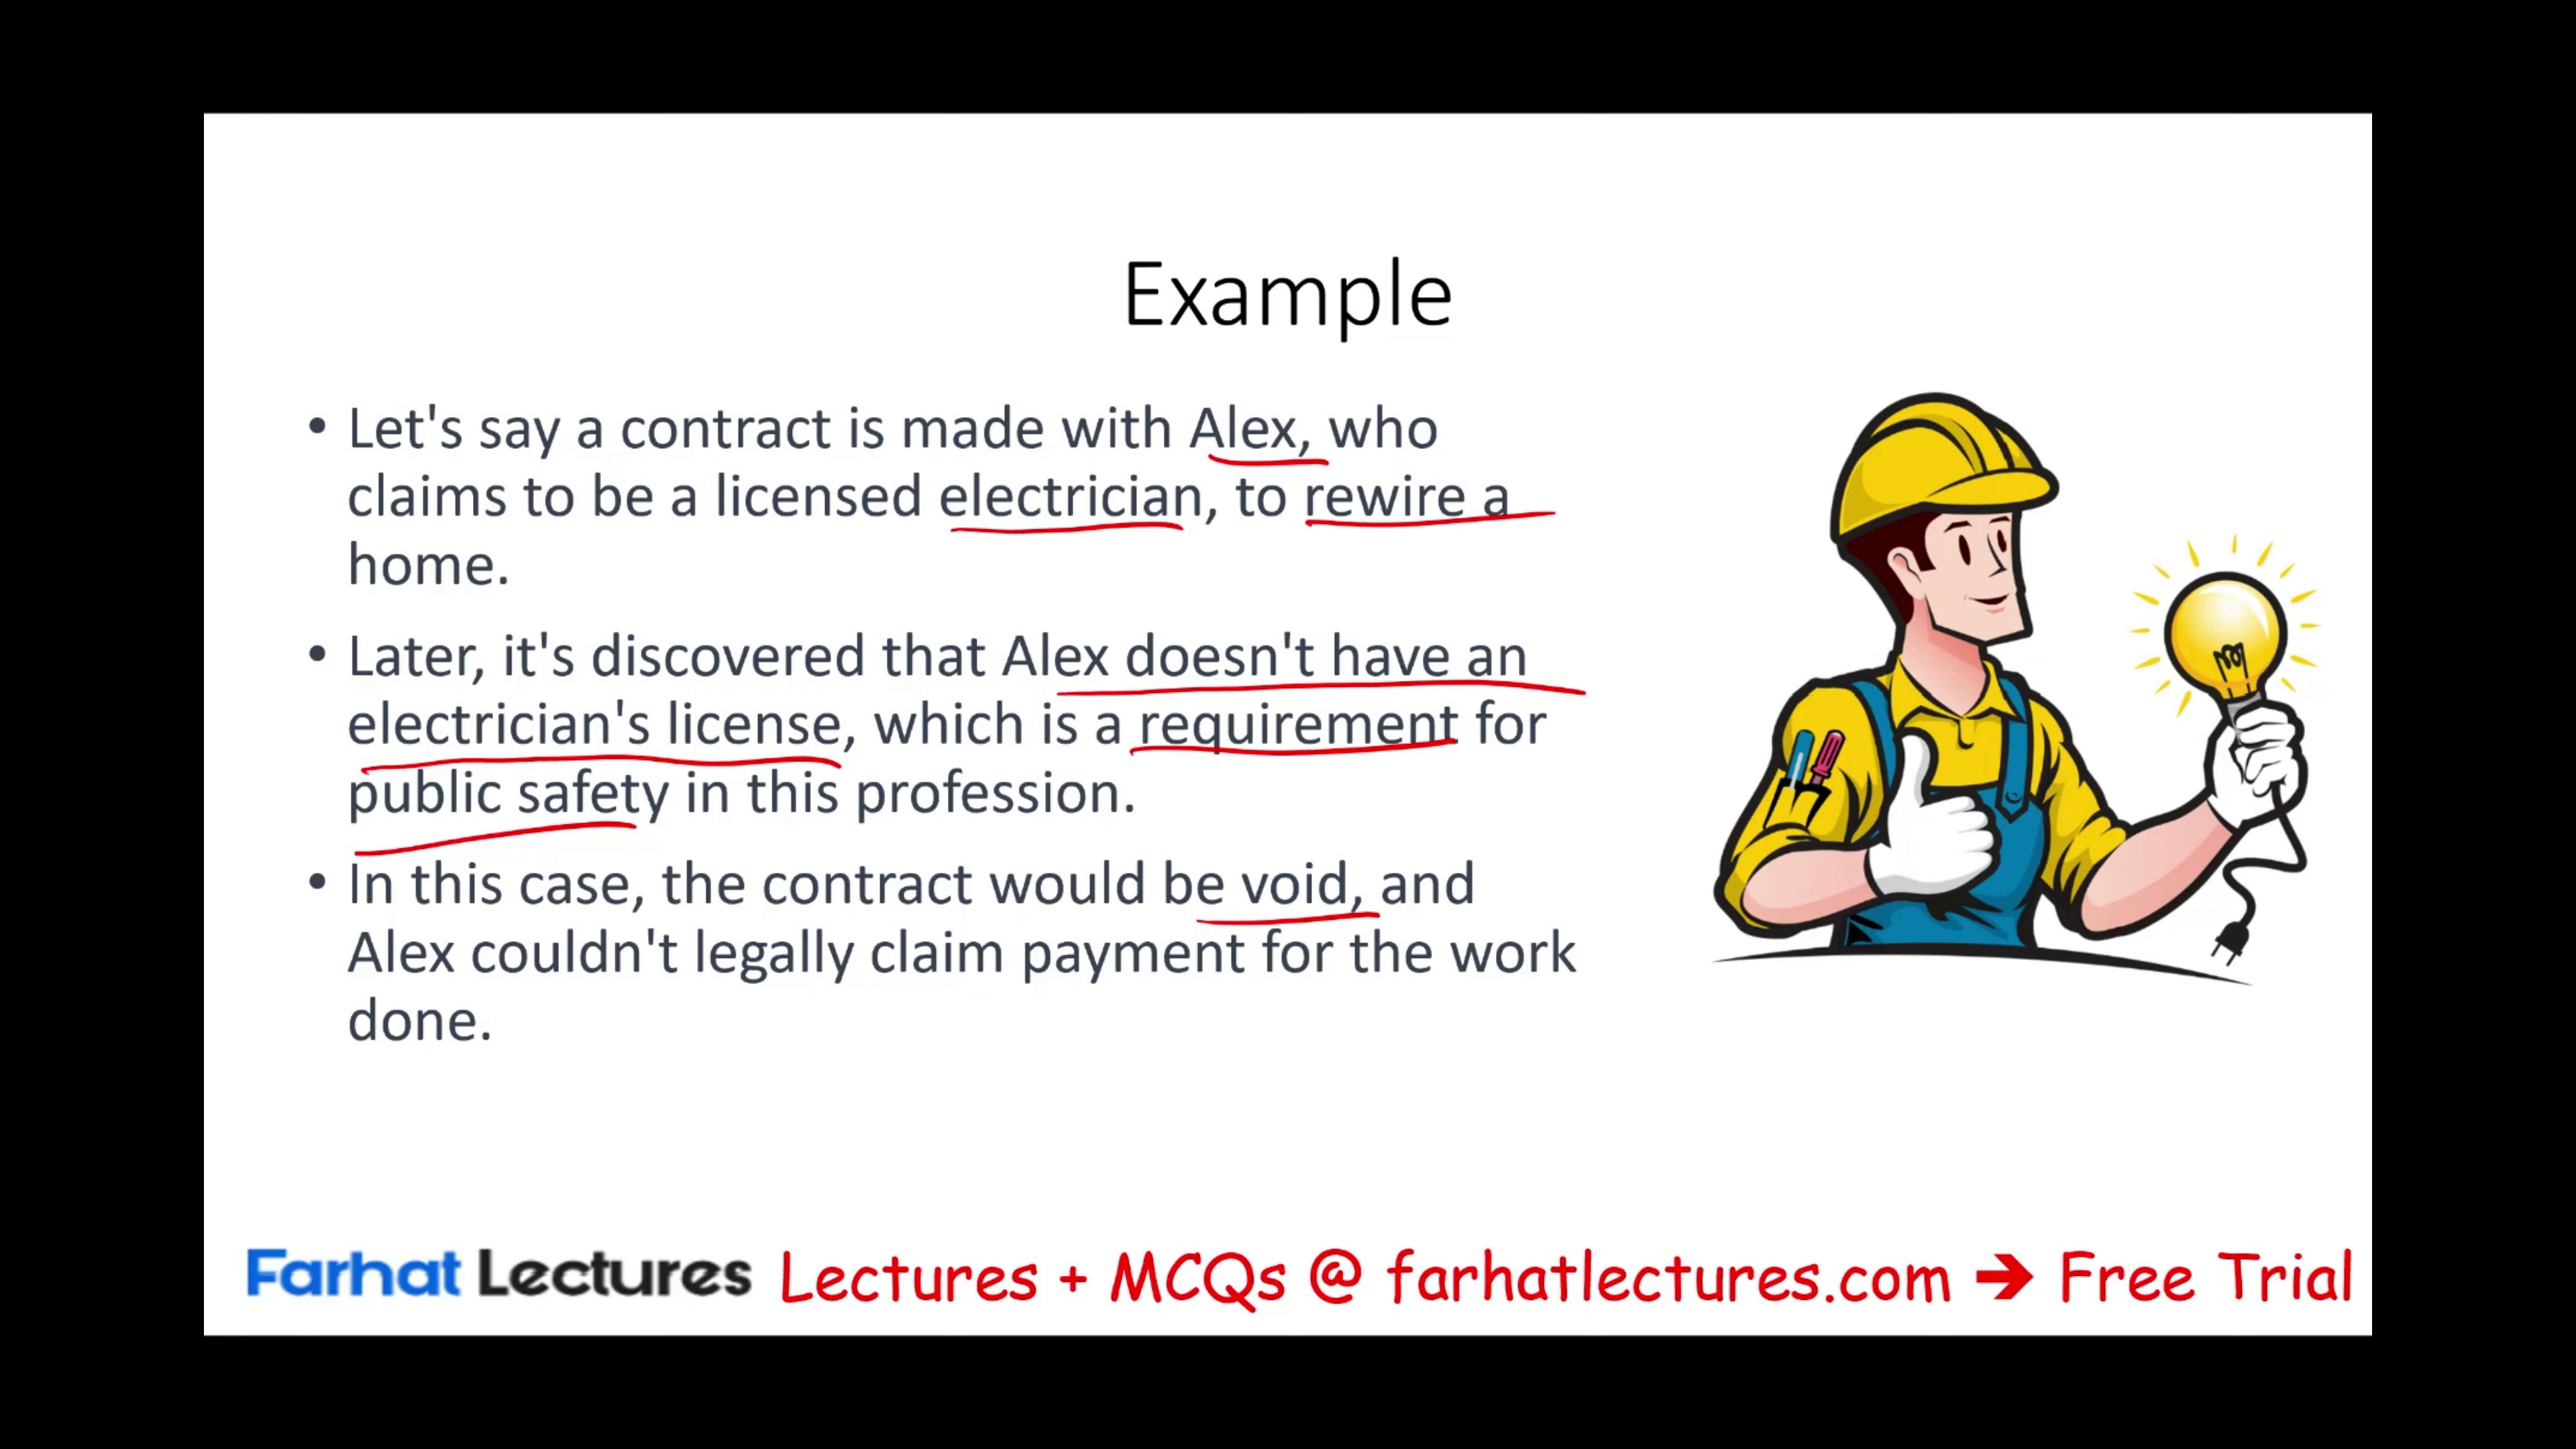 Example
• Let's say a contract is made with Alex, who
claims to be a licensed electrician, to rewire a
home.
• Later, it's discovered that Alex doesn't have an
electrician's license, which is a requirement for
public safety in this profession.
• In this case, the contract would be void, and
Alex couldn't legally claim payment for the work
done.
Farhat Lectures Lectures + MCQs @ farhatlectures.com ➔ Free Trial